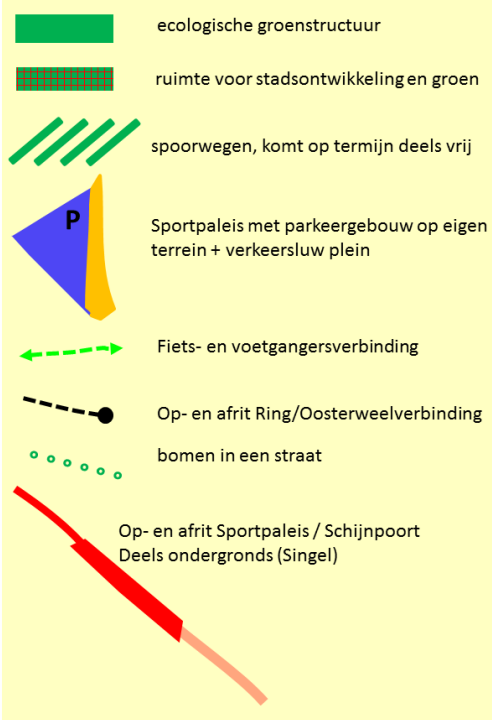 ecologische groenstructuur
ruimte voor stadsontwikkeling en groen
spoorwegen, komt op termijn deels vrij
P
Sportpaleis met parkeergebouw op eigen
terrein + verkeersluw plein
Fiets- en voetgangersverbinding
Op- en afrit Ring/Oosterweelverbinding
bomen in een straat
Op- en afrit Sportpaleis / Schijnpoort
Deels ondergronds (Singel)